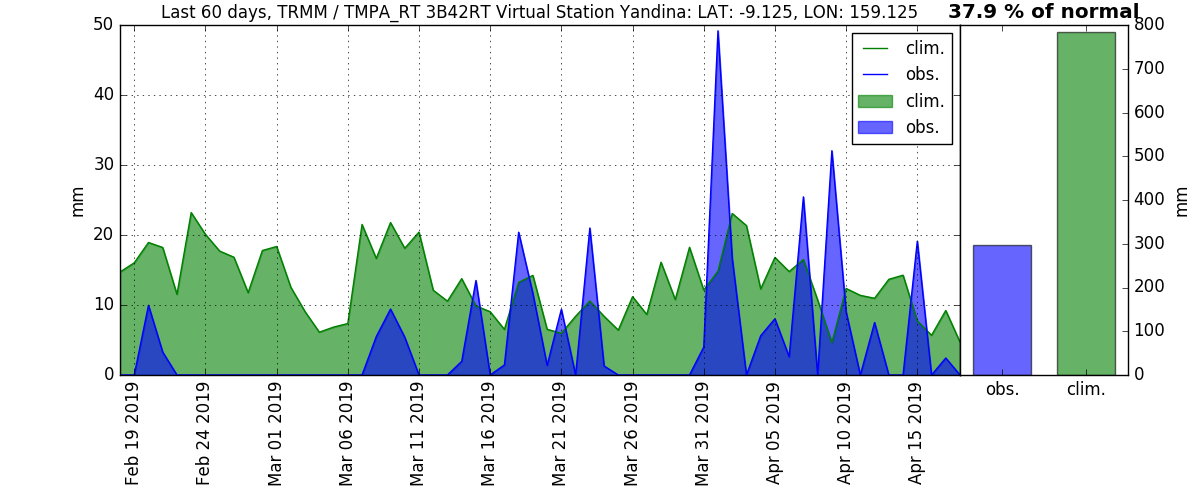 Last 60 days, TRMM / TMPA_RT 3B42RT Virtual Station Yandina: LAT: -9.125, LON: 159.125
37.9 % of normal
50
40
30
20
10
0
mm
clim.
obs.
clim.
obs.
800
700
600
500
400
300
200
100
0
mm
obs.
clim.
Feb 19 2019
Feb 24 2019
Mar 01 2019
Mar 06 2019
Mar 11 2019
Mar 16 2019
Mar 21 2019
Mar 26 2019
Mar 31 2019
Apr 05 2019
Apr 10 2019
Apr 15 2019